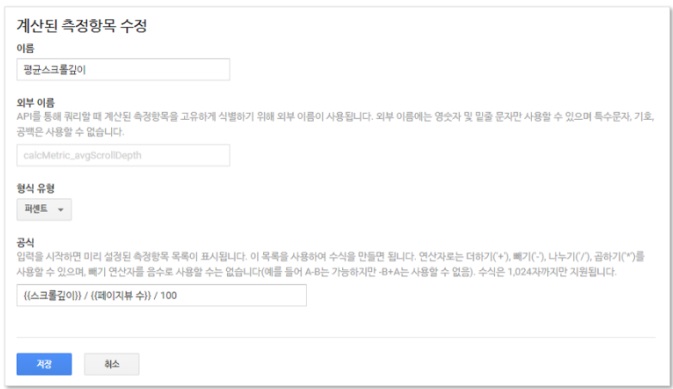 계산된 측정항목 수정
이름
평균스크롤깊이
외부 이름
API를 통해 쿼리할 때 계산된 측정항목을 고유하게 식별하기 위해 외부 이름이 사용됩니다. 외부 이름에는 영숫자 및 밑줄 문자만 사용할 수 있으며 특수문자, 기호,
공백은 사용할 수 없습니다.
calcMetric_avgScrollDepth
형식 유형
퍼센트
공식
입력을 시작하면 미리 설정된 측정항목 목록이 표시됩니다. 이 목록을 사용하여 수식을 만들면 됩니다. 연산자로는 더하기('+'), 빼기('-'), 나누기('/'), 곱하기('*')를
사용할 수 있으며, 빼기 연산자를 음수로 사용할 수는 없습니다(예를 들어 A-B는 가능하지만 -B+A는 사용할 수 없음). 수식은 1,024자까지만 지원됩니다.
{{스크롤깊이}} / {{페이지뷰 수}} / 100
저장
취소